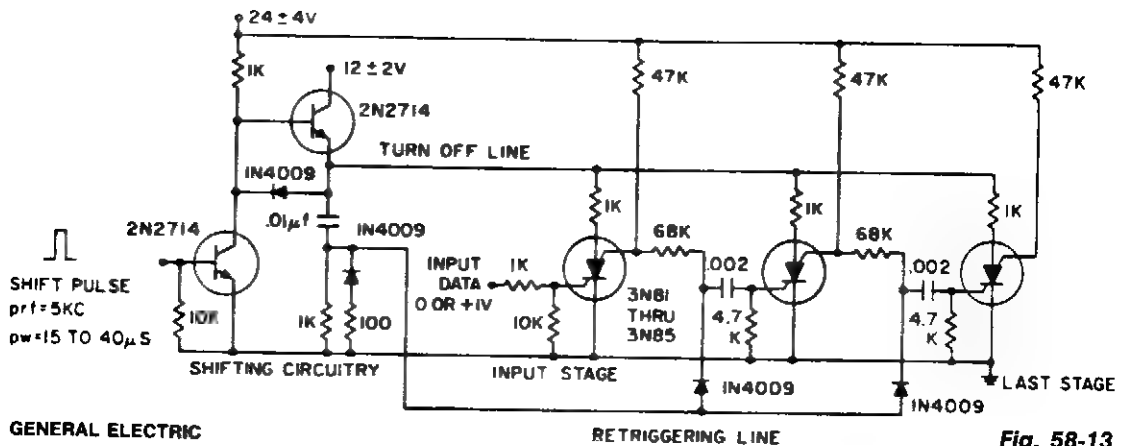 24 ± 4V
1K
12 ± 2V
2N2714
47K
47K
47K
TURN OFF LINE
1N4009
.01µf
1N4009
2N2714
1K
1K
1K
68K
68K
SHIFT PULSE
prf = 5KC
pw = 15 TO 40µS
10K
1K
100
INPUT
DATA
0 OR +1V
1K
10K
3N81
THRU
3N85
.002
4.7
K
.002
4.7
K
SHIFTING CIRCUITRY
INPUT STAGE
1N4009
1N4009
LAST STAGE
GENERAL ELECTRIC
RETRIGGERING LINE
Fig. 58-13